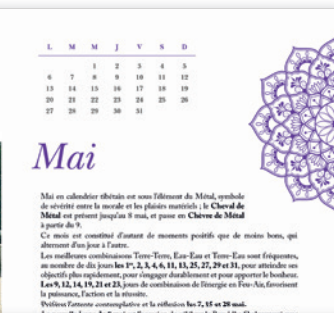 L M M J V S D
1 2 3 4 5
6 7 8 9 10 11 12
13 14 15 16 17 18 19
20 21 22 23 24 25 26
27 28 29 30 31
Mai
Mai en calendrier tibétain est sous l'élément du Métal, symbole
de sévérité entre la morale et les plaisirs matériels ; le Cheval de
Métal est présent jusqu'au 8 mai, et passe en Chèvre de Métal
à partir du 9.
Ce mois est constitué d'autant de moments positifs que de moins bons, qui
alternent d'un jour à l'autre.
Les meilleures combinaisons Terre-Terre, Eau-Eau et Terre-Eau sont fréquentes,
au nombre de dix jours les 1er, 2, 3, 4, 6, 11, 13, 25, 27, 29 et 31, pour atteindre ses
objectifs plus rapidement, pour s'engager durablement et pour apporter le bonheur.
Les 9, 12, 14, 19, 21 et 23, jours de combinaison de l'énergie en Feu-Air, favorisent
la puissance, l'action et la réussite.
Préférez l'attente contemplative et la réflexion les 7, 15 et 28 mai.